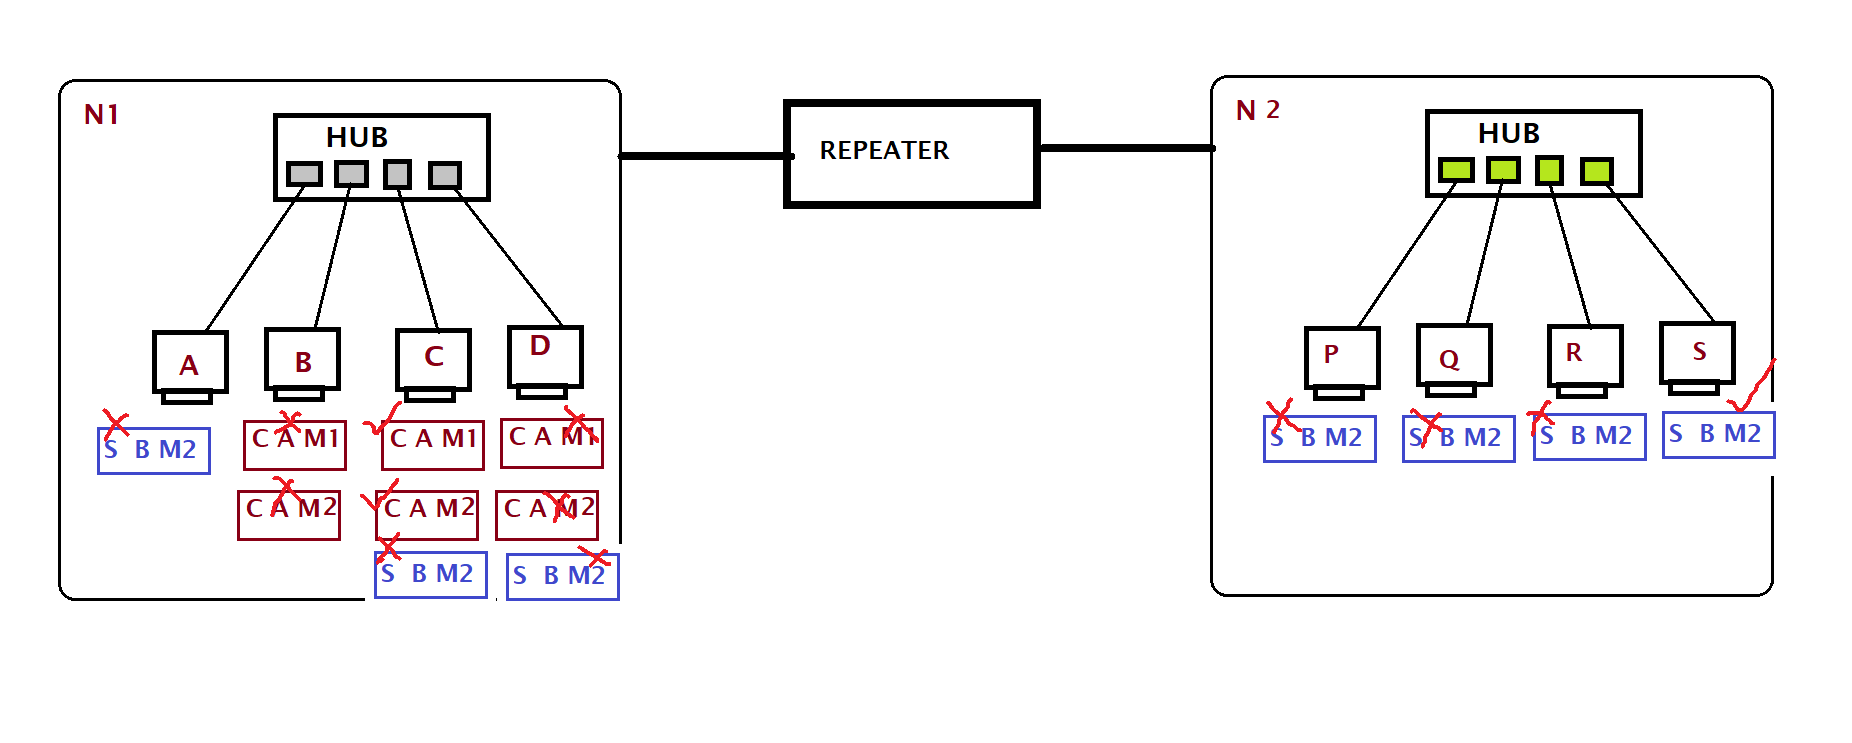 N1
HUB
REPEATER
N 2
HUB
A
B
C
D
P
Q
R
S
S B M2
C A M1
C A M1
C A M1
S B M2
S B M2
S B M2
S B M2
C A M2
C A M2
C A M2
S B M2
S B M2